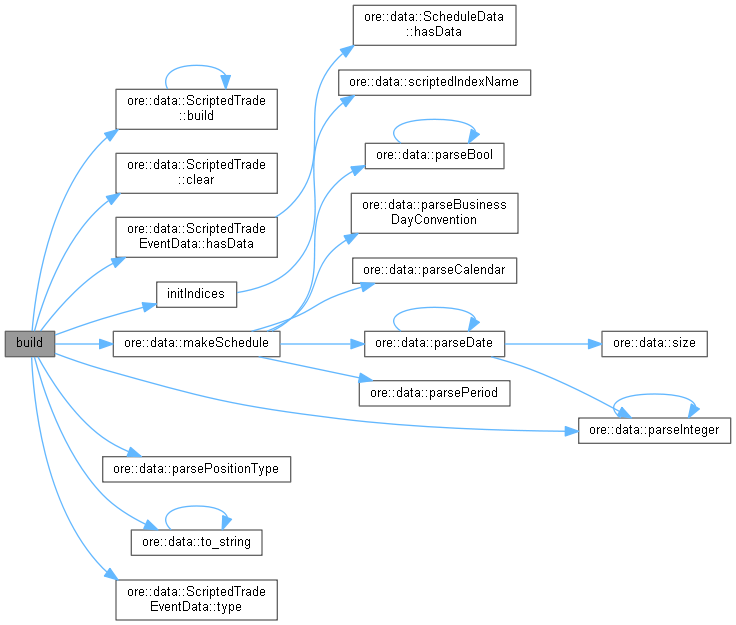 build
ore::data::ScriptedTrade
::build
ore::data::ScriptedTrade
::clear
ore::data::ScriptedTrade
EventData::hasData
initIndices
ore::data::makeSchedule
ore::data::parsePositionType
ore::data::to_string
ore::data::ScriptedTrade
EventData::type
ore::data::ScheduleData
::hasData
ore::data::scriptedIndexName
ore::data::parseBool
ore::data::parseBusiness
DayConvention
ore::data::parseCalendar
ore::data::parseDate
ore::data::parsePeriod
ore::data::size
ore::data::parseInteger